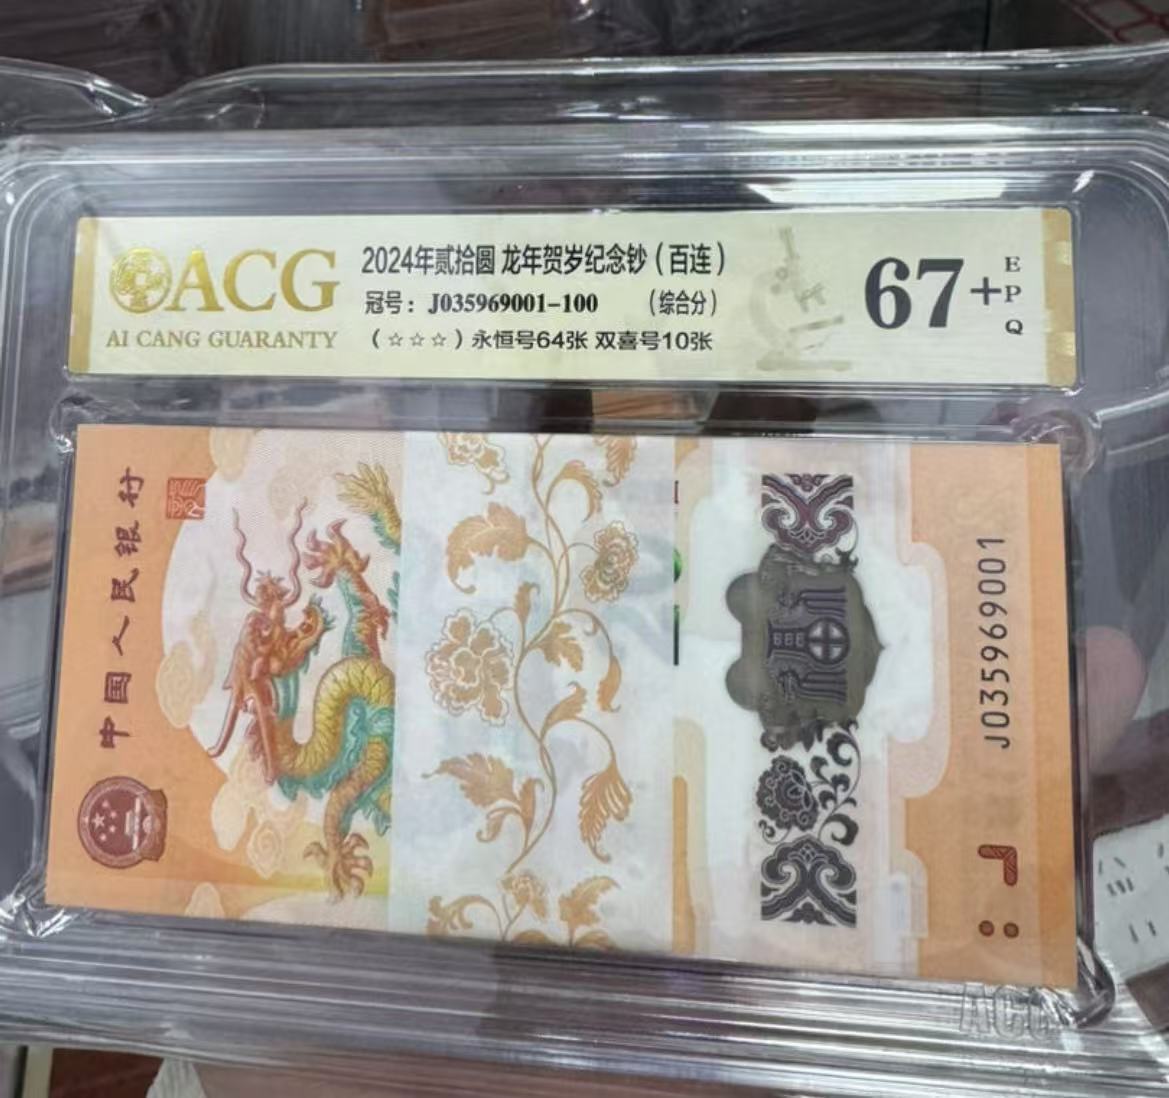 ACG
AI CANG GUARANTY
2024年贰拾圆 龙年贺岁纪念钞（百连）
冠号：J035969001-100 （综合分）
（☆☆☆）永恒号64张 双喜号10张
67+
EPQ
中国人民银行
J035969001
ACG